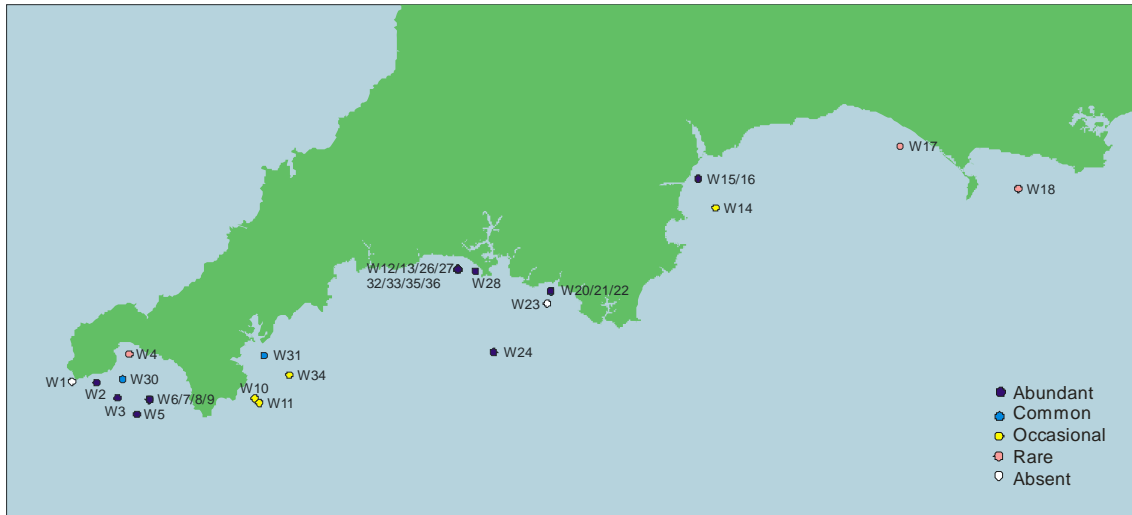 W17
W15/16
W18
W14
W12/13/26/27
32/33/35/36
W28
W20/21/22
W23
W24
W4
W31
W1
W30
W34
W2
W10
W6/7/8/9
W11
W3
W5
Abundant
Common
Occasional
Rare
Absent